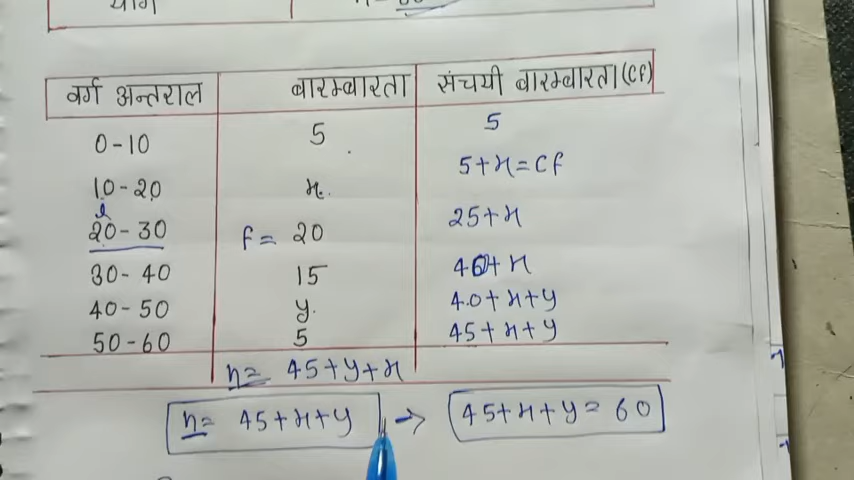 योग
वर्ग अन्तराल बारम्बारता संचयी बारम्बारता(cf)
0-10 5 5
10-20 x 5+x=cf
l
20-30 f= 20 25+x
30-40 15 40+x
40-50 y 40+x+y
50-60 5 45+x+y
n= 45+y+x
n= 45+x+y → 45+x+y= 60